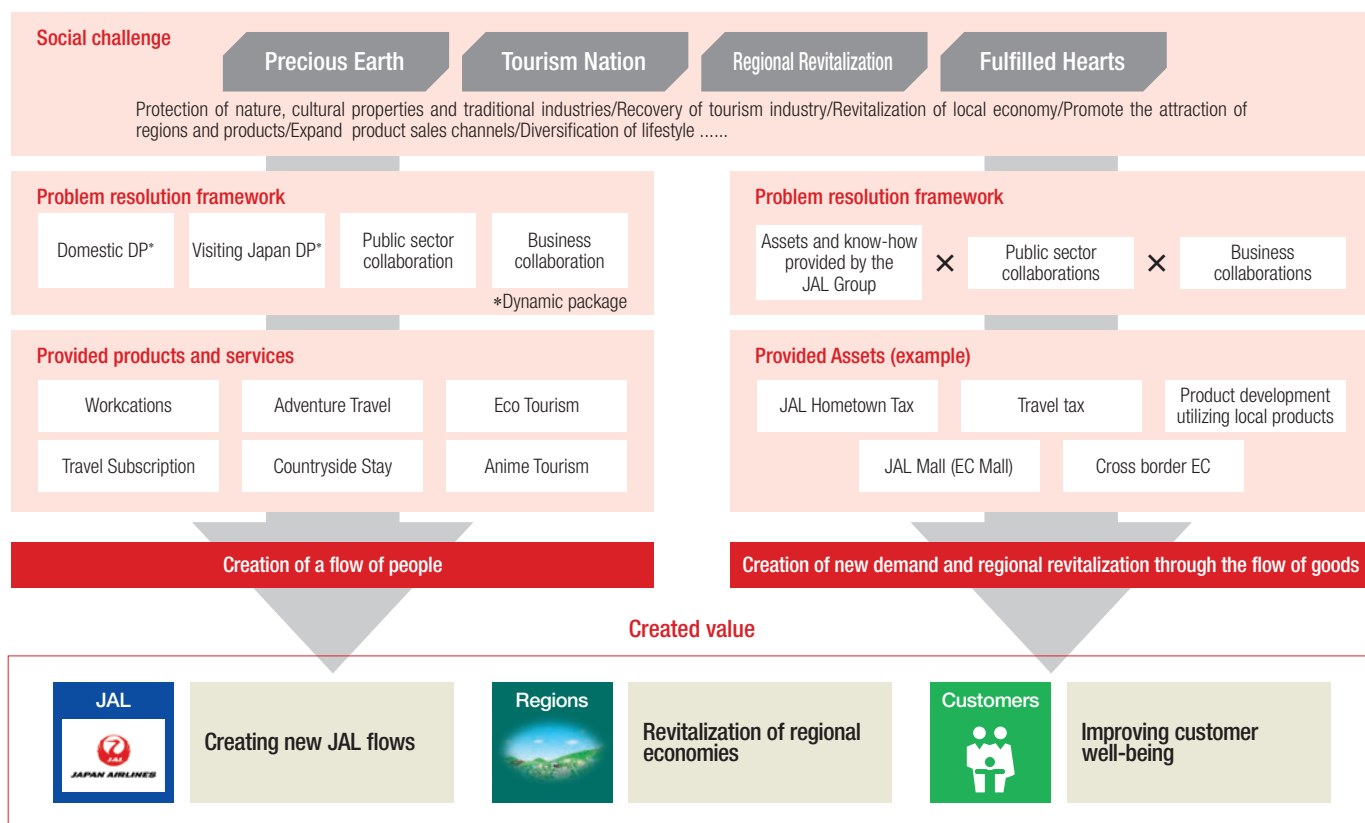 Social challenge
Precious Earth
Tourism Nation
Regional Revitalization
Fulfilled Hearts
Protection of nature, cultural properties and traditional industries/Recovery of tourism industry/Revitalization of local economy/Promote the attraction of
regions and products/Expand product sales channels/Diversification of lifestyle ......
Problem resolution framework
Domestic DP*
Visiting Japan DP*
Public sector
collaboration
Business
collaboration
*Dynamic package
Provided products and services
Workcations
Adventure Travel
Eco Tourism
Travel Subscription
Countryside Stay
Anime Tourism
Creation of a flow of people
Problem resolution framework
Assets and know-how
provided by the
JAL Group
×
Public sector
collaborations
×
Business
collaborations
Provided Assets (example)
JAL Hometown Tax
Travel tax
Product development
utilizing local products
JAL Mall (EC Mall)
Cross border EC
Creation of new demand and regional revitalization through the flow of goods
Created value
JAL
JAL
JAPAN AIRLINES
Creating new JAL flows
Regions
Revitalization of regional
economies
Customers
Improving customer
well-being